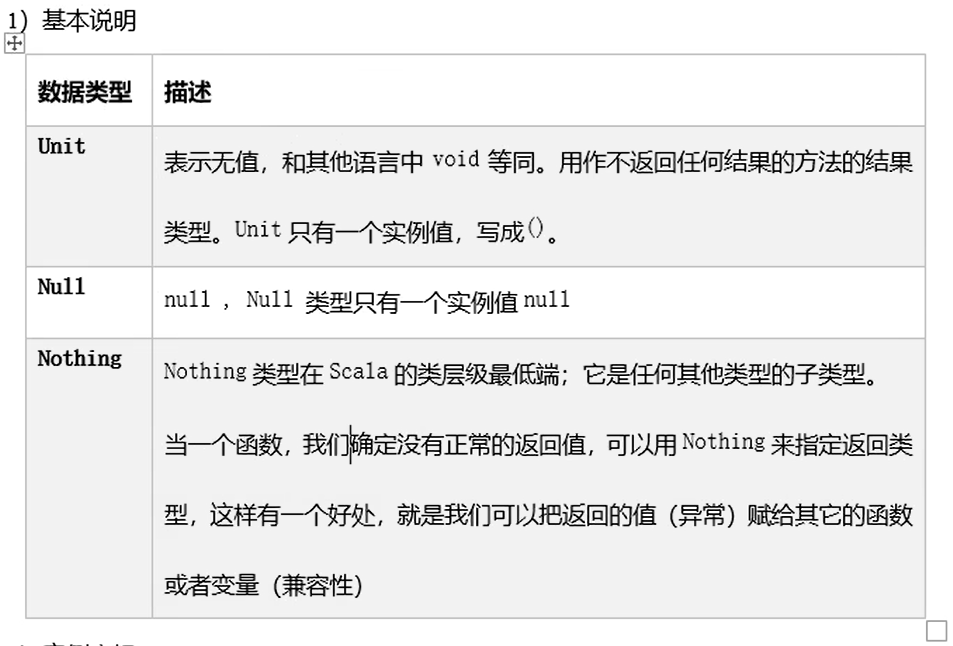 1) 基本说明
数据类型 描述
Unit 表示无值，和其他语言中 void 等同。用作不返回任何结果的方法的结果
类型。Unit 只有一个实例值，写成()。
Null null ，Null 类型只有一个实例值 null
Nothing Nothing 类型在 Scala 的类层级最低端；它是任何其他类型的子类型。
当一个函数，我们确定没有正常的返回值，可以用 Nothing 来指定返回类
型，这样有一个好处，就是我们可以把返回的值（异常）赋给其它的函数
或者变量（兼容性）